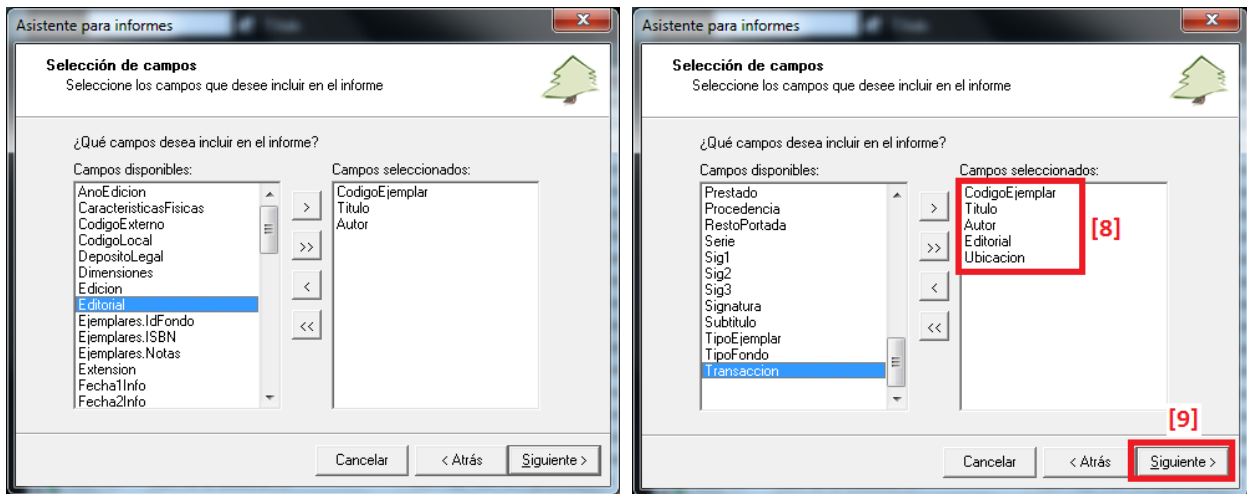 Asistente para informes
Selección de campos
Seleccione los campos que desee incluir en el informe
¿Qué campos desea incluir en el informe?
Campos disponibles:
AnoEdicion
CaracteristicasFisicas
CodigoExterno
CodigoLocal
DepositoLegal
Dimensiones
Edicion
Editorial
Ejemplares.IdFondo
Ejemplares.ISBN
Ejemplares.Notas
Extension
Fecha1Info
Fecha2Info
>
>>
<
<<
Campos seleccionados:
CodigoEjemplar
Titulo
Autor
Cancelar
< Atrás
Siguiente >
Asistente para informes
Selección de campos
Seleccione los campos que desee incluir en el informe
¿Qué campos desea incluir en el informe?
Campos disponibles:
Prestado
Procedencia
RestoPortada
Serie
Sig1
Sig2
Sig3
Signatura
Subtitulo
TipoEjemplar
TipoFondo
Transaccion
>
>>
<
<<
Campos seleccionados:
CodigoEjemplar
Titulo
Autor
Editorial
Ubicacion
[8]
[9]
Cancelar
< Atrás
Siguiente >